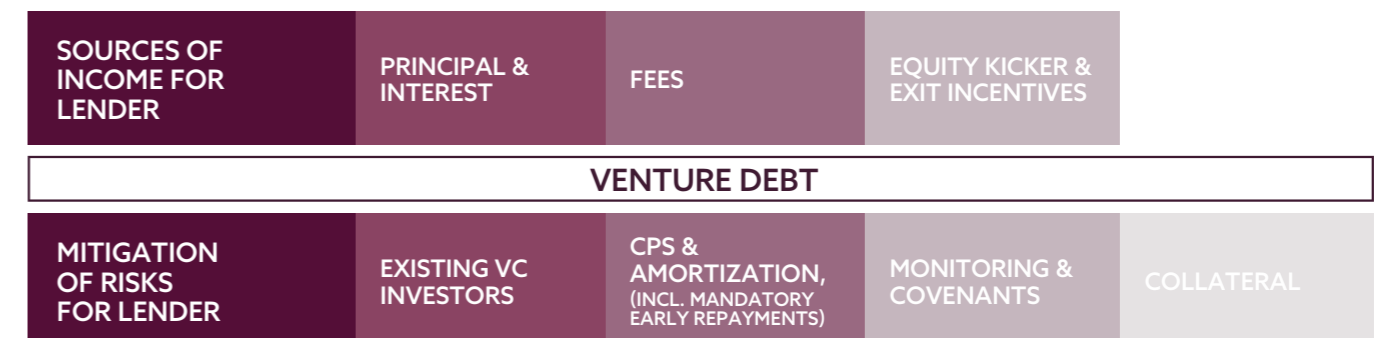 SOURCES OF
INCOME FOR
LENDER
PRINCIPAL &
INTEREST
FEES
EQUITY KICKER &
EXIT INCENTIVES
VENTURE DEBT
MITIGATION
OF RISKS
FOR LENDER
EXISTING VC
INVESTORS
CPS &
AMORTIZATION,
(INCL. MANDATORY
EARLY REPAYMENTS)
MONITORING &
COVENANTS
COLLATERAL